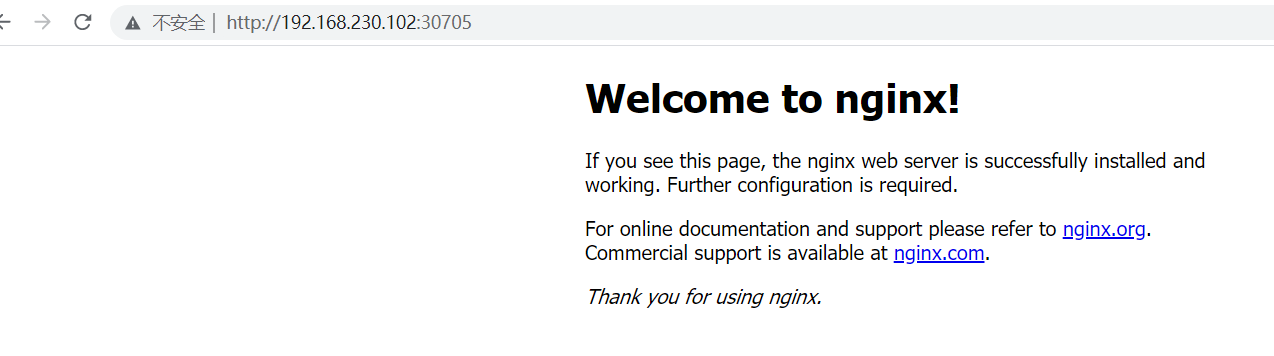 不安全 | http://192.168.230.102:30705
Welcome to nginx!
If you see this page, the nginx web server is successfully installed and
working. Further configuration is required.
For online documentation and support please refer to nginx.org.
Commercial support is available at nginx.com.
Thank you for using nginx.